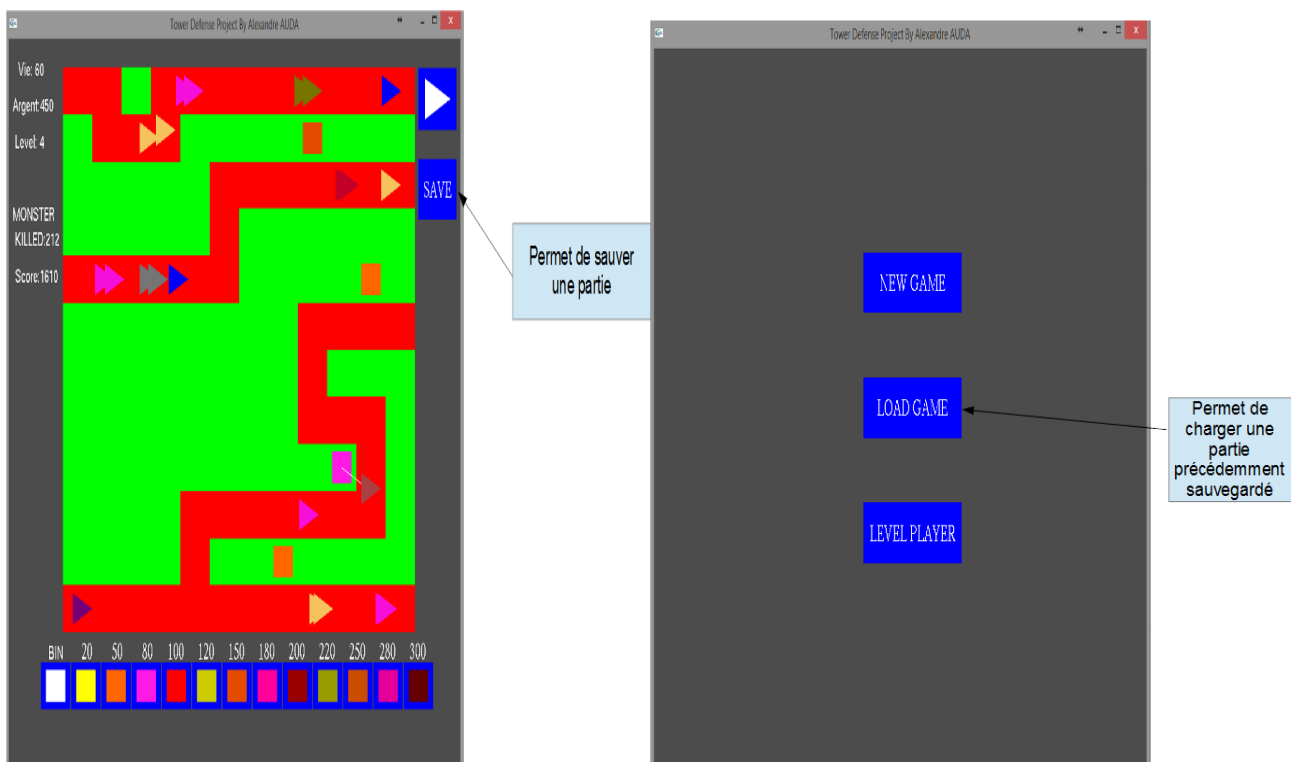 Tower Defense Project By Alexandre AUDA
Vie: 60
Argent:450
Level: 4
MONSTER
KILLED:212
Score:1610
SAVE
BIN 20 50 80 100 120 150 180 200 220 250 280 300
Permet de sauver
une partie
Tower Defense Project By Alexandre AUDA
NEW GAME
LOAD GAME
LEVEL PLAYER
Permet de
charger une
partie
précédemment
sauvegardé